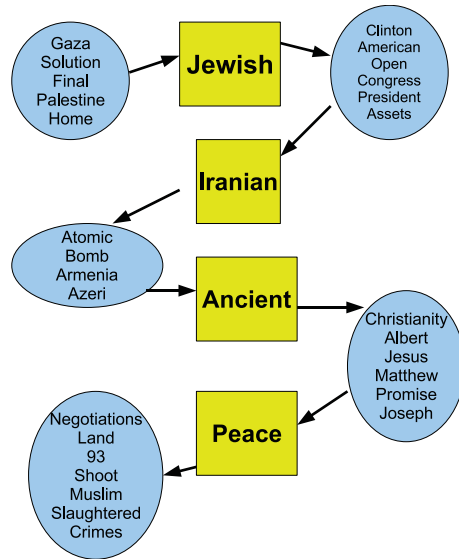 Gaza
Solution
Final
Palestine
Home
Jewish
Clinton
American
Open
Congress
President
Assets
Iranian
Atomic
Bomb
Armenia
Azeri
Ancient
Christianity
Albert
Jesus
Matthew
Promise
Joseph
Peace
Negotiations
Land
93
Shoot
Muslim
Slaughtered
Crimes